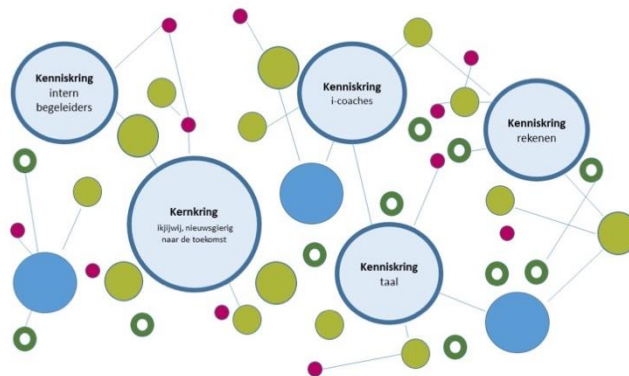 Kenniskring
intern
begeleiders
Kenniskring
i-coaches
Kenniskring
rekenen
Kernkring
ikjijwij, nieuwsgierig
naar de toekomst
Kenniskring
taal